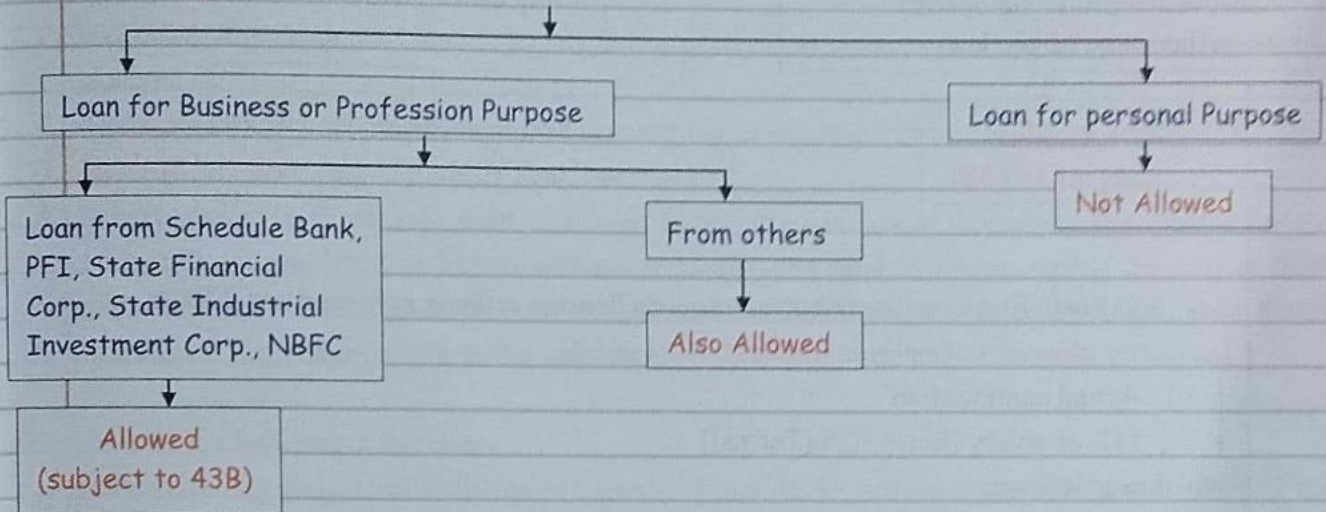 Loan for Business or Profession Purpose
Loan for personal Purpose
Loan from Schedule Bank,
PFI, State Financial
Corp., State Industrial
Investment Corp., NBFC
From others
Not Allowed
Also Allowed
Allowed
(subject to 43B)